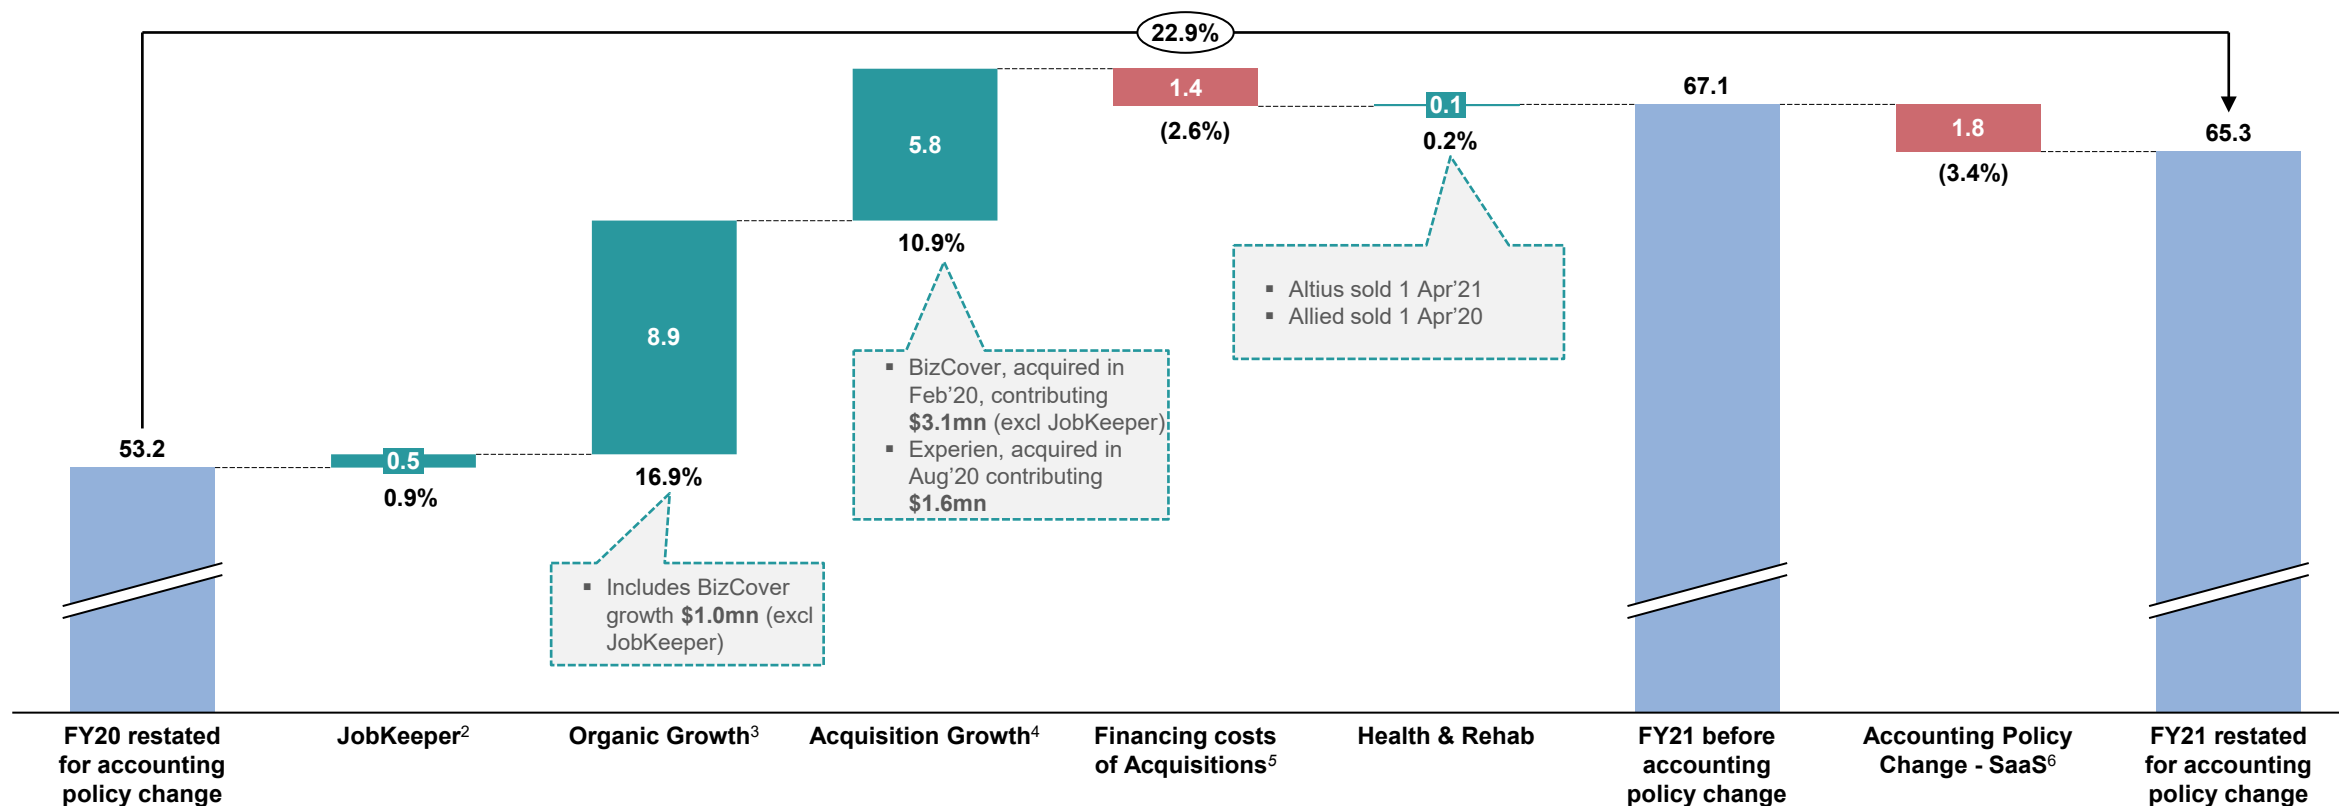 22.9%
53.2
0.5
0.9%
8.9
16.9%
▪ Includes BizCover
growth $1.0mn (excl
JobKeeper)
5.8
10.9%
▪ BizCover, acquired in
Feb’20, contributing
$3.1mn (excl JobKeeper)
▪ Experien, acquired in
Aug’20 contributing
$1.6mn
1.4
(2.6%)
0.1
0.2%
▪ Altius sold 1 Apr’21
▪ Allied sold 1 Apr’20
67.1
1.8
(3.4%)
65.3
FY20 restated
for accounting
policy change
JobKeeper2
Organic Growth3
Acquisition Growth4
Financing costs
of Acquisitions5
Health & Rehab
FY21 before
accounting
policy change
Accounting Policy
Change - SaaS6
FY21 restated
for accounting
policy change